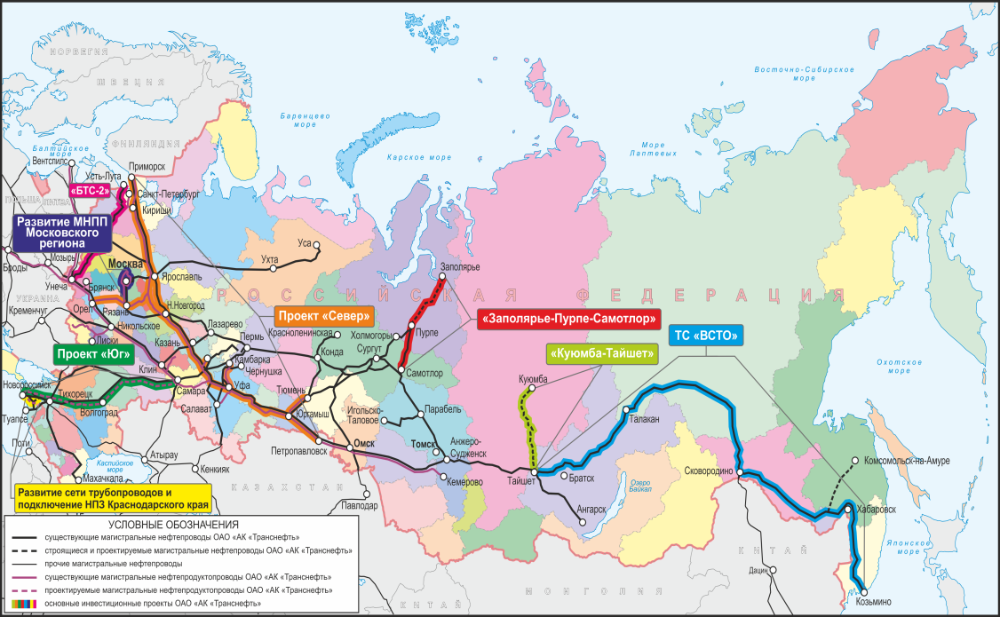 НОРВЕГИЯ
ШВЕЦИЯ
ФИНЛЯНДИЯ
Баренцево
море
Карское море
Море
Лаптевых
Восточно-Сибирское
море
Балтийское
море
Вентспилс
Приморск
Усть-Луга
«БТС-2»
Санкт-Петербург
Кириши
ПОЛЬША
ЛИТВА
Развитие МНПП
Московского
региона
Мозырь
Броды
Унеча
Москва
Брянск
Ярославль
Уса
Ухта
УКРАИНА
Кременчуг
Орел
Рязань
Н.Новгород
РОССИЙСКАЯ ФЕДЕРАЦИЯ
Заполярье
Проект «Север»
«Заполярье-Пурпе-Самотлор»
ТС «ВСТО»
«Куюмба-Тайшет»
Никольское
Лазарево
Красноленинская
Холмогоры
Пурпе
Лиски
Казань
Пермь
Конда
Сургут
Проект «Юг»
Клин
Камбарка
Чернушка
Самотлор
Куюмба
Охотское
море
Новороссийск
Тихорецк
Самара
Уфа
Тюмень
Туапсе
Волгоград
Салават
Юргамыш
Игольско-
Таловое
Парабель
Талакан
Поти
Петропавловск
Омск
Томск
Анжеро-
Судженск
Каспийское
море
Атырау
Кенкияк
Махачкала
КАЗАХСТАН
Кемерово
Тайшет
Братск
Озеро
Байкал
Сковородино
Комсомольск-на-Амуре
Павлодар
Ангарск
Хабаровск
Развитие сети трубопроводов и
подключение НПЗ Краснодарского края
КИТАЙ
Японское
море
Дацин
МОНГОЛИЯ
КИТАЙ
Козьмино
УСЛОВНЫЕ ОБОЗНАЧЕНИЯ
существующие магистральные нефтепроводы ОАО «АК «Транснефть»
строящиеся и проектируемые магистральные нефтепроводы ОАО «АК «Транснефть»
прочие магистральные нефтепроводы
существующие магистральные нефтепродуктопроводы ОАО «АК «Транснефть»
проектируемые магистральные нефтепродуктопроводы ОАО «АК «Транснефть»
основные инвестиционные проекты ОАО «АК «Транснефть»